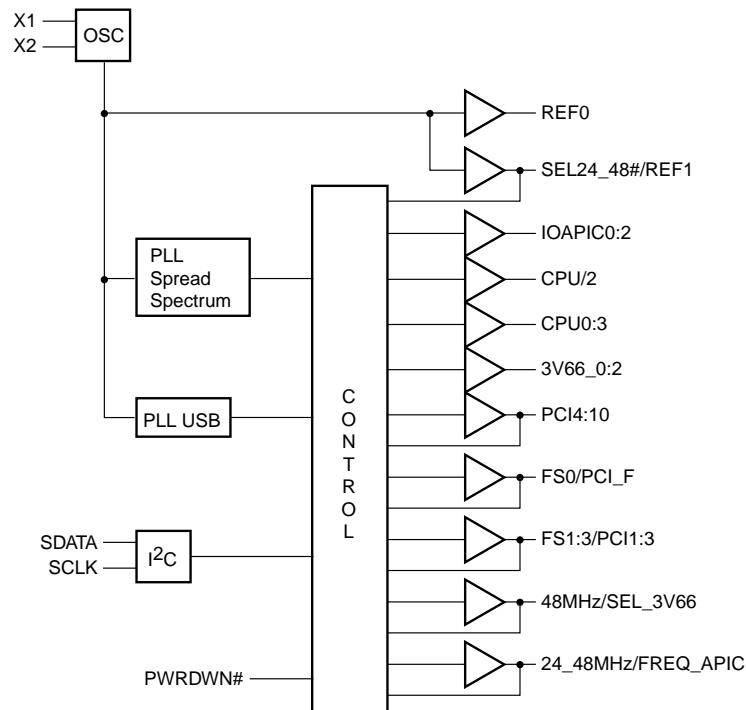 X1
X2
OSC
REF0
SEL24_48#/REF1
IOAPIC0:2
PLL
Spread
Spectrum
CPU/2
CPU0:3
3V66_0:2
PLL USB
CONTROL
PCI4:10
FS0/PCI_F
SDATA
SCLK
I²C
FS1:3/PCI1:3
48MHz/SEL_3V66
24_48MHz/FREQ_APIC
PWRDWN#